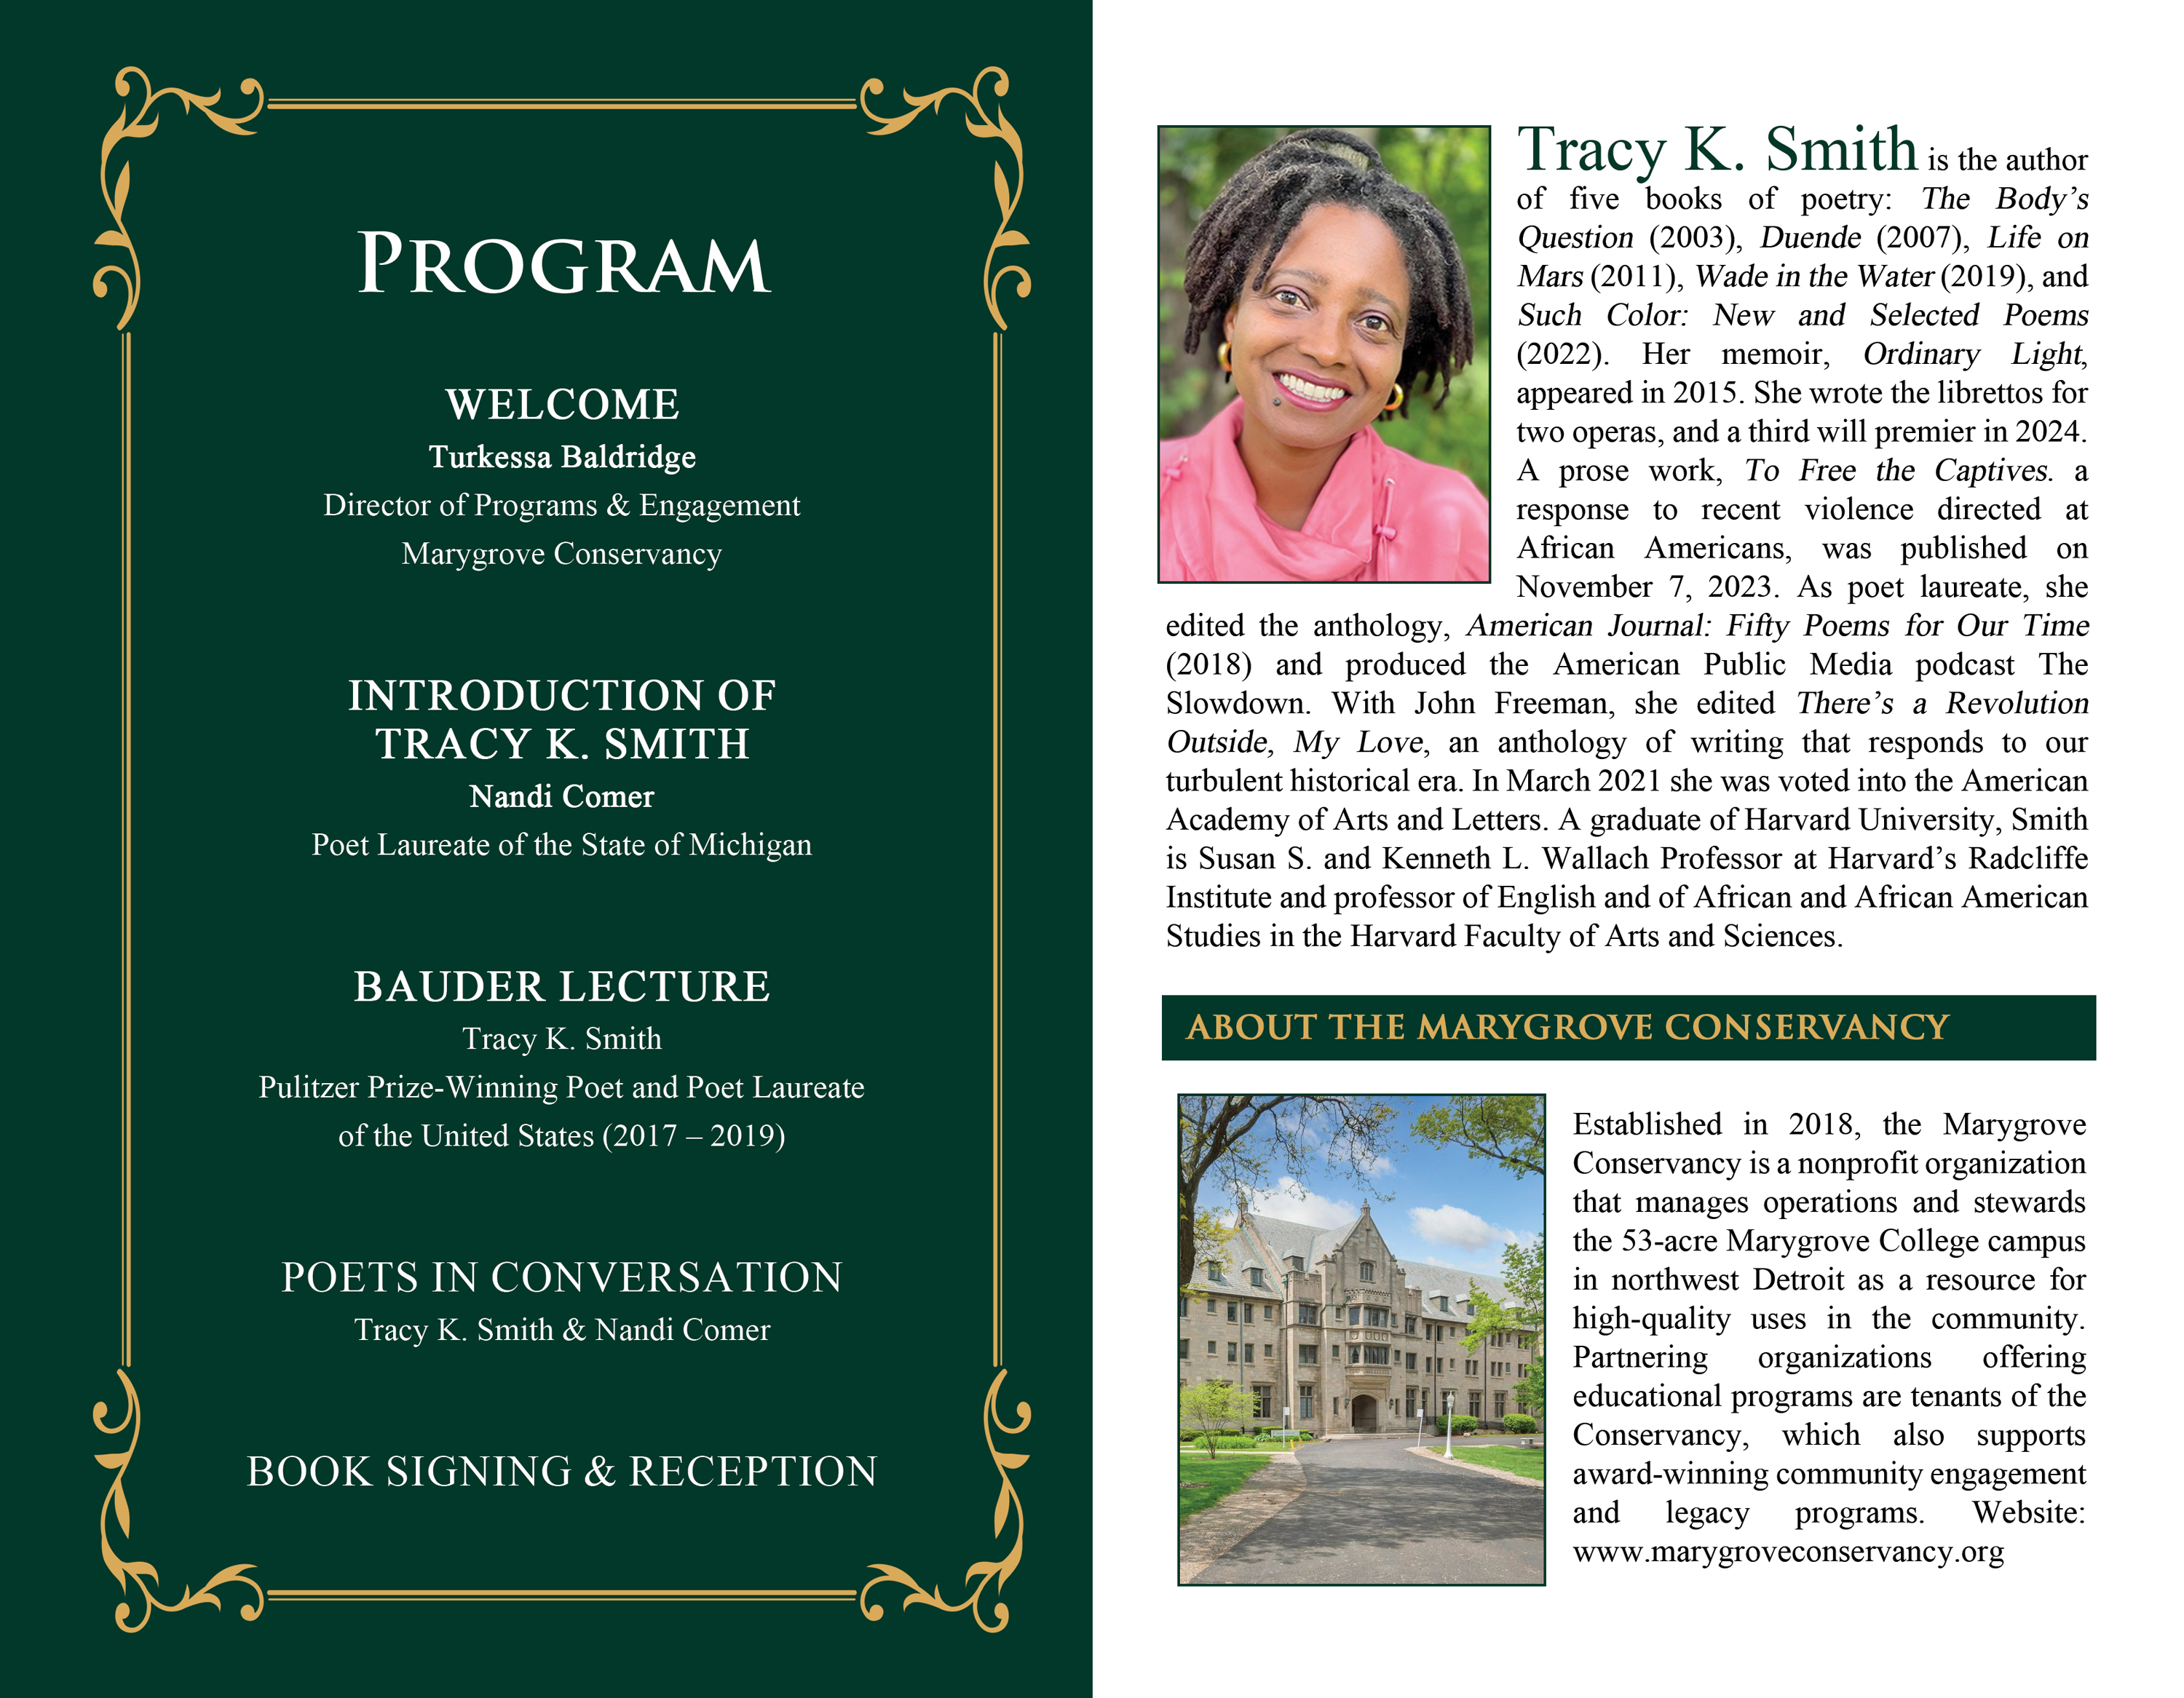 PROGRAM
WELCOME
Turkessa Baldridge
Director of Programs & Engagement
Marygrove Conservancy
INTRODUCTION OF
TRACY K. SMITH
Nandi Comer
Poet Laureate of the State of Michigan
BAUDER LECTURE
Tracy K. Smith
Pulitzer Prize-Winning Poet and Poet Laureate
of the United States (2017 – 2019)
POETS IN CONVERSATION
Tracy K. Smith & Nandi Comer
BOOK SIGNING & RECEPTION
Tracy K. Smith is the author
of five books of poetry: The Body’s
Question (2003), Duende (2007), Life on
Mars (2011), Wade in the Water (2019), and
Such Color: New and Selected Poems
(2022). Her memoir, Ordinary Light,
appeared in 2015. She wrote the librettos for
two operas, and a third will premier in 2024.
A prose work, To Free the Captives. a
response to recent violence directed at
African Americans, was published on
November 7, 2023. As poet laureate, she
edited the anthology, American Journal: Fifty Poems for Our Time
(2018) and produced the American Public Media podcast The
Slowdown. With John Freeman, she edited There’s a Revolution
Outside, My Love, an anthology of writing that responds to our
turbulent historical era. In March 2021 she was voted into the American
Academy of Arts and Letters. A graduate of Harvard University, Smith
is Susan S. and Kenneth L. Wallach Professor at Harvard’s Radcliffe
Institute and professor of English and of African and African American
Studies in the Harvard Faculty of Arts and Sciences.
ABOUT THE MARYGROVE CONSERVANCY
Established in 2018, the Marygrove
Conservancy is a nonprofit organization
that manages operations and stewards
the 53-acre Marygrove College campus
in northwest Detroit as a resource for
high-quality uses in the community.
Partnering organizations offering
educational programs are tenants of the
Conservancy, which also supports
award-winning community engagement
and legacy programs. Website:
www.marygroveconservancy.org